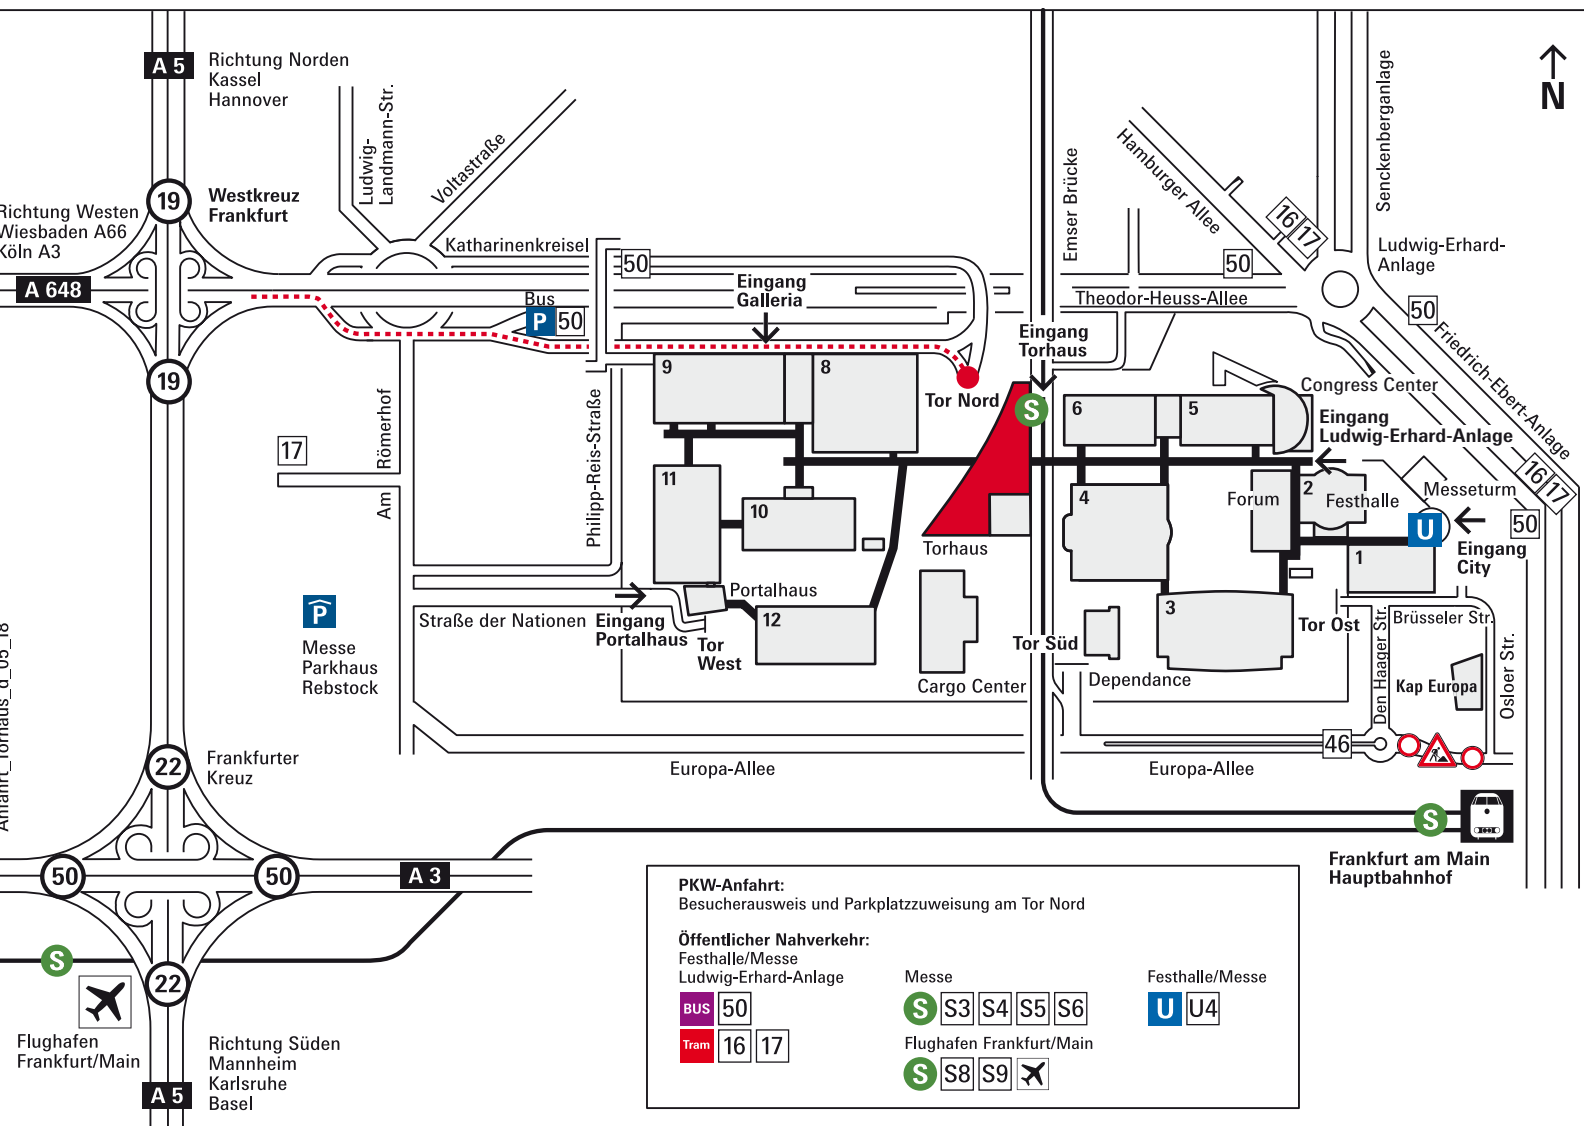 A 5
Richtung Norden
Kassel
Hannover
Ludwig-
Landmann-Str.
Voltastraße
Emser Brücke
Hamburger Allee
Senckenberganlage
N
19
Westkreuz
Frankfurt
Richtung Westen
Wiesbaden A66
Köln A3
A 648
Katharinenkreisel
50
Eingang
Galleria
Bus
P 50
16 17
50
Ludwig-Erhard-
Anlage
Theodor-Heuss-Allee
50
Friedrich-Ebert-Anlage
Eingang
Torhaus
19
9
8
Tor Nord
S
6
5
Congress Center
Eingang
Ludwig-Erhard-Anlage
17
Am Römerhof
Philipp-Reis-Straße
11
10
4
Forum
2
Festhalle
Messeturm
16 17
U
50
Eingang
City
Torhaus
1
Portalhaus
P
Messe
Parkhaus
Rebstock
Straße der Nationen
Eingang
Portalhaus
Tor
West
12
Cargo Center
Tor Süd
Dependance
3
Tor Ost
Den Haager Str.
Brüsseler Str.
Kap Europa
Osloer Str.
Anfahrt_Torhaus_d_05_18
46
22
Frankfurter
Kreuz
Europa-Allee
Europa-Allee
S
Frankfurt am Main
Hauptbahnhof
50
50
A 3
S
22
Flughafen
Frankfurt/Main
Richtung Süden
Mannheim
Karlsruhe
Basel
A 5
PKW-Anfahrt:
Besucherausweis und Parkplatzzuweisung am Tor Nord
Öffentlicher Nahverkehr:
Festhalle/Messe
Ludwig-Erhard-Anlage
BUS 50
Tram 16 17
Messe
S S3 S4 S5 S6
Flughafen Frankfurt/Main
S S8 S9
Festhalle/Messe
U U4